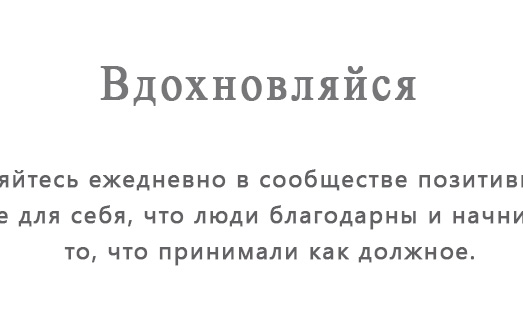 Вдохновляйся
яйтесь ежедневно в сообществе позитив
е для себя, что люди благодарны и начни
то, что принимали как должное.